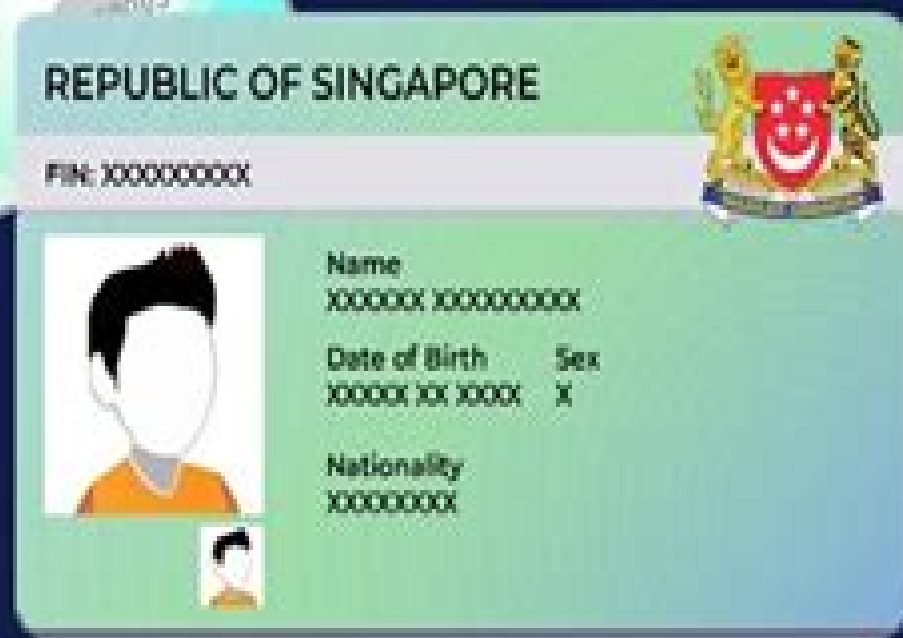 REPUBLIC OF SINGAPORE
FIN: XXXXXXXXX
Name
XXXXXX XXXXXXXXX
Date of Birth Sex
XXXXX XX XXXX X
Nationality
XXXXXXXX